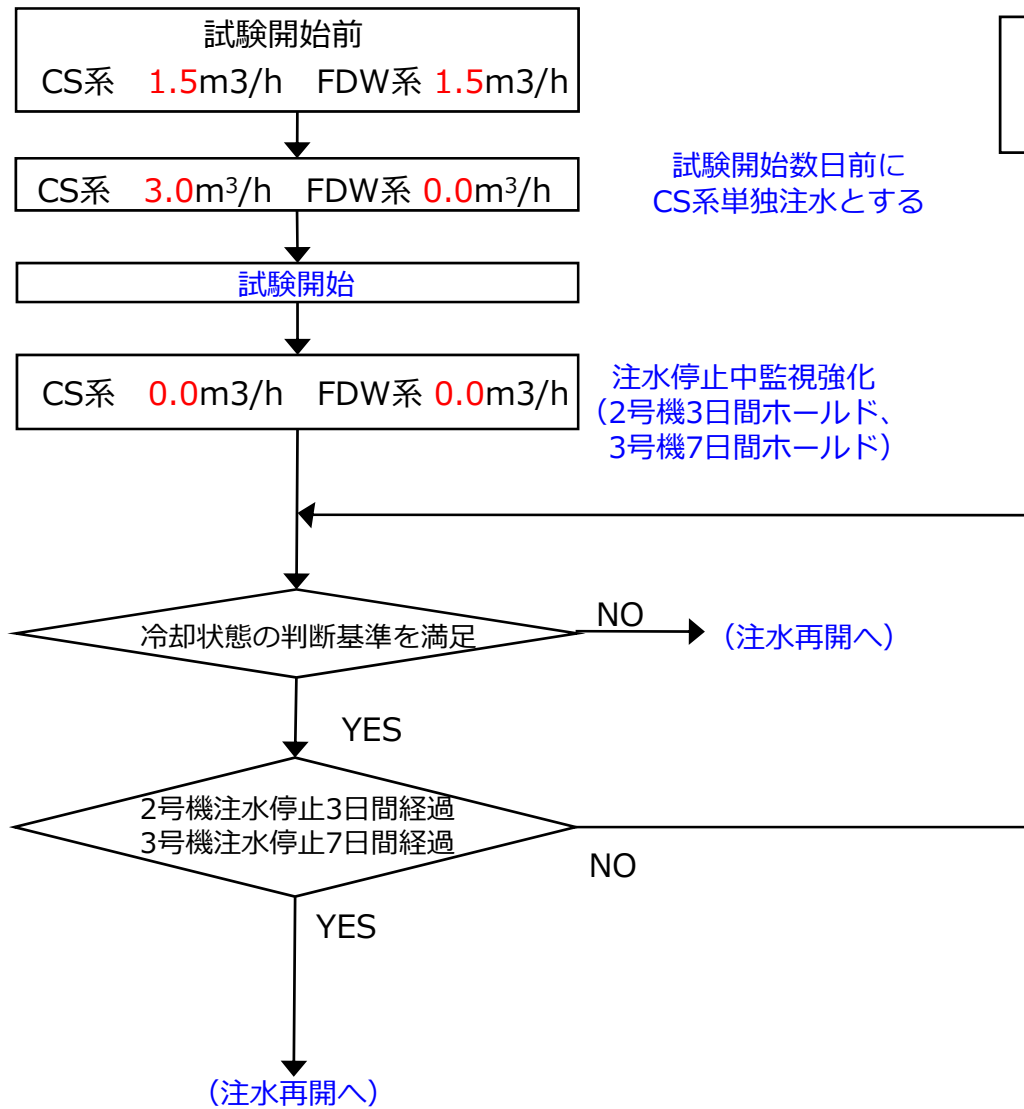 試験開始前
CS系 1.5m3/h FDW系 1.5m3/h
CS系 3.0m³/h FDW系 0.0m³/h
試験開始数日前に
CS系単独注水とする
試験開始
CS系 0.0m3/h FDW系 0.0m3/h
注水停止中監視強化
（2号機3日間ホールド、
3号機7日間ホールド）
冷却状態の判断基準を満足
NO
（注水再開へ）
YES
2号機注水停止3日間経過
3号機注水停止7日間経過
NO
YES
（注水再開へ）